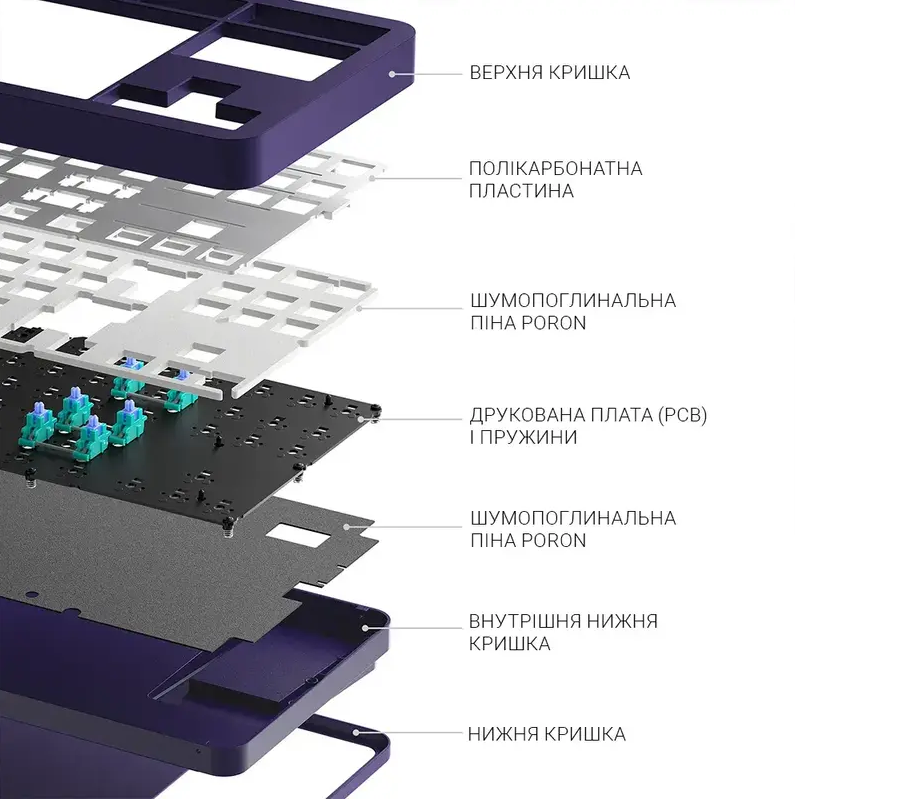 ВЕРХНЯ КРИШКА
ПОЛІКАРБОНАТНА
ПЛАСТИНА
ШУМОПОГЛИНАЛЬНА
ПІНА PORON
ДРУКОВАНА ПЛАТА (PCB)
І ПРУЖИНИ
ШУМОПОГЛИНАЛЬНА
ПІНА PORON
ВНУТРІШНЯ НИЖНЯ
КРИШКА
НИЖНЯ КРИШКА